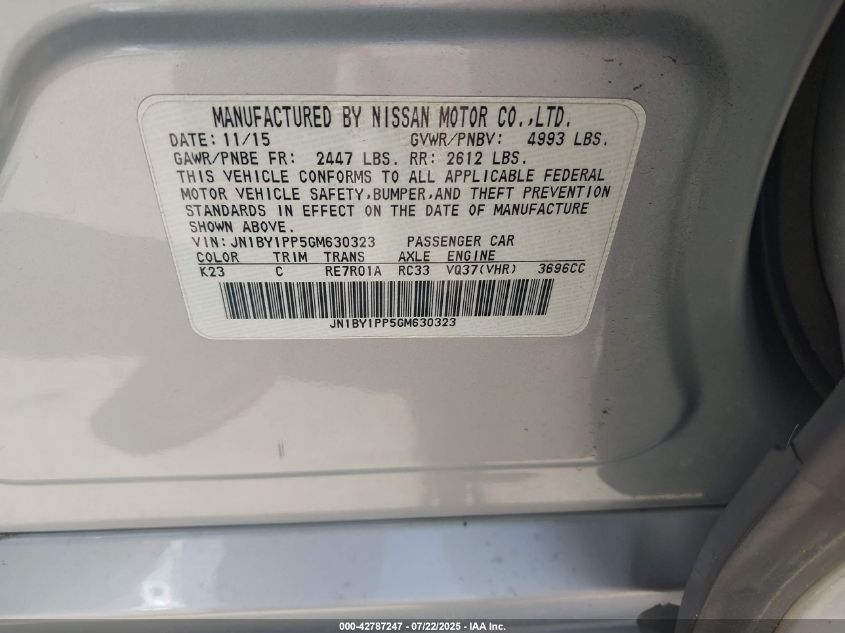 MANUFACTURED BY NISSAN MOTOR CO.,LTD.
DATE: 11/15 GVWR/PNBV: 4993 LBS.
GAWR/PNBE FR: 2447 LBS. RR: 2612 LBS.
THIS VEHICLE CONFORMS TO ALL APPLICABLE FEDERAL
MOTOR VEHICLE SAFETY,BUMPER,AND THEFT PREVENTION
STANDARDS IN EFFECT ON THE DATE OF MANUFACTURE
SHOWN ABOVE.
VIN: JN1BY1PP5GM630323 PASSENGER CAR
COLOR TRIM TRANS AXLE ENGINE
K23 C RE7R01A RC33 VQ37(VHR) 3696CC
JN1BY1PP5GM630323
000-42787247 - 07/22/2025 - IAA Inc.